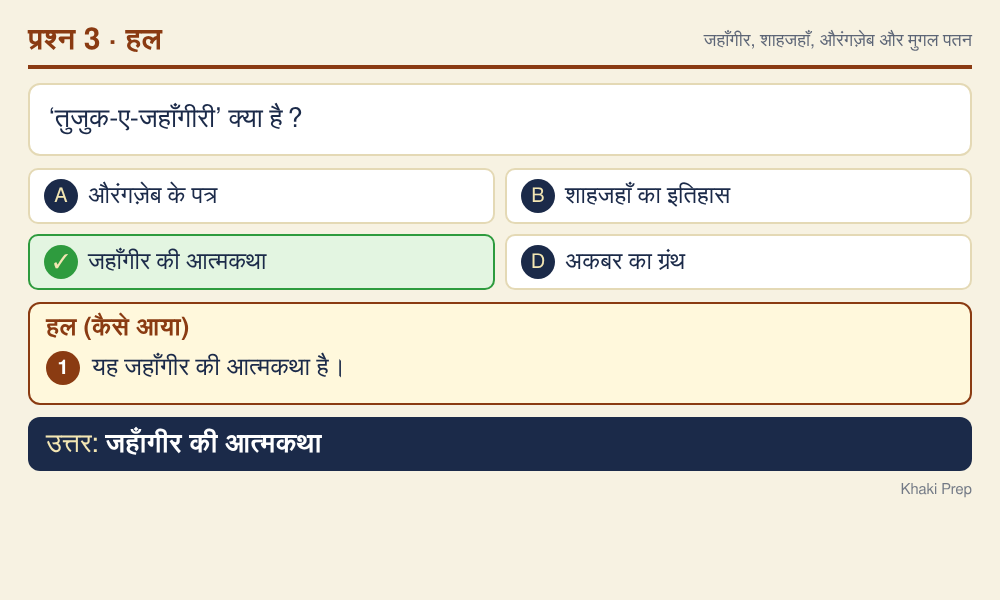 प्रश्न 3 · हल
जहाँगीर, शाहजहाँ, औरंगज़ेब और मुगल पतन
‘तुज़ुक-ए-जहाँगीरी’ क्या है ?
A औरंगज़ेब के पत्र
B शाहजहाँ का इतिहास
✓ जहाँगीर की आत्मकथा
D अकबर का ग्रंथ
हल (कैसे आया)
1 यह जहाँगीर की आत्मकथा है।
उत्तर: जहाँगीर की आत्मकथा
Khaki Prep